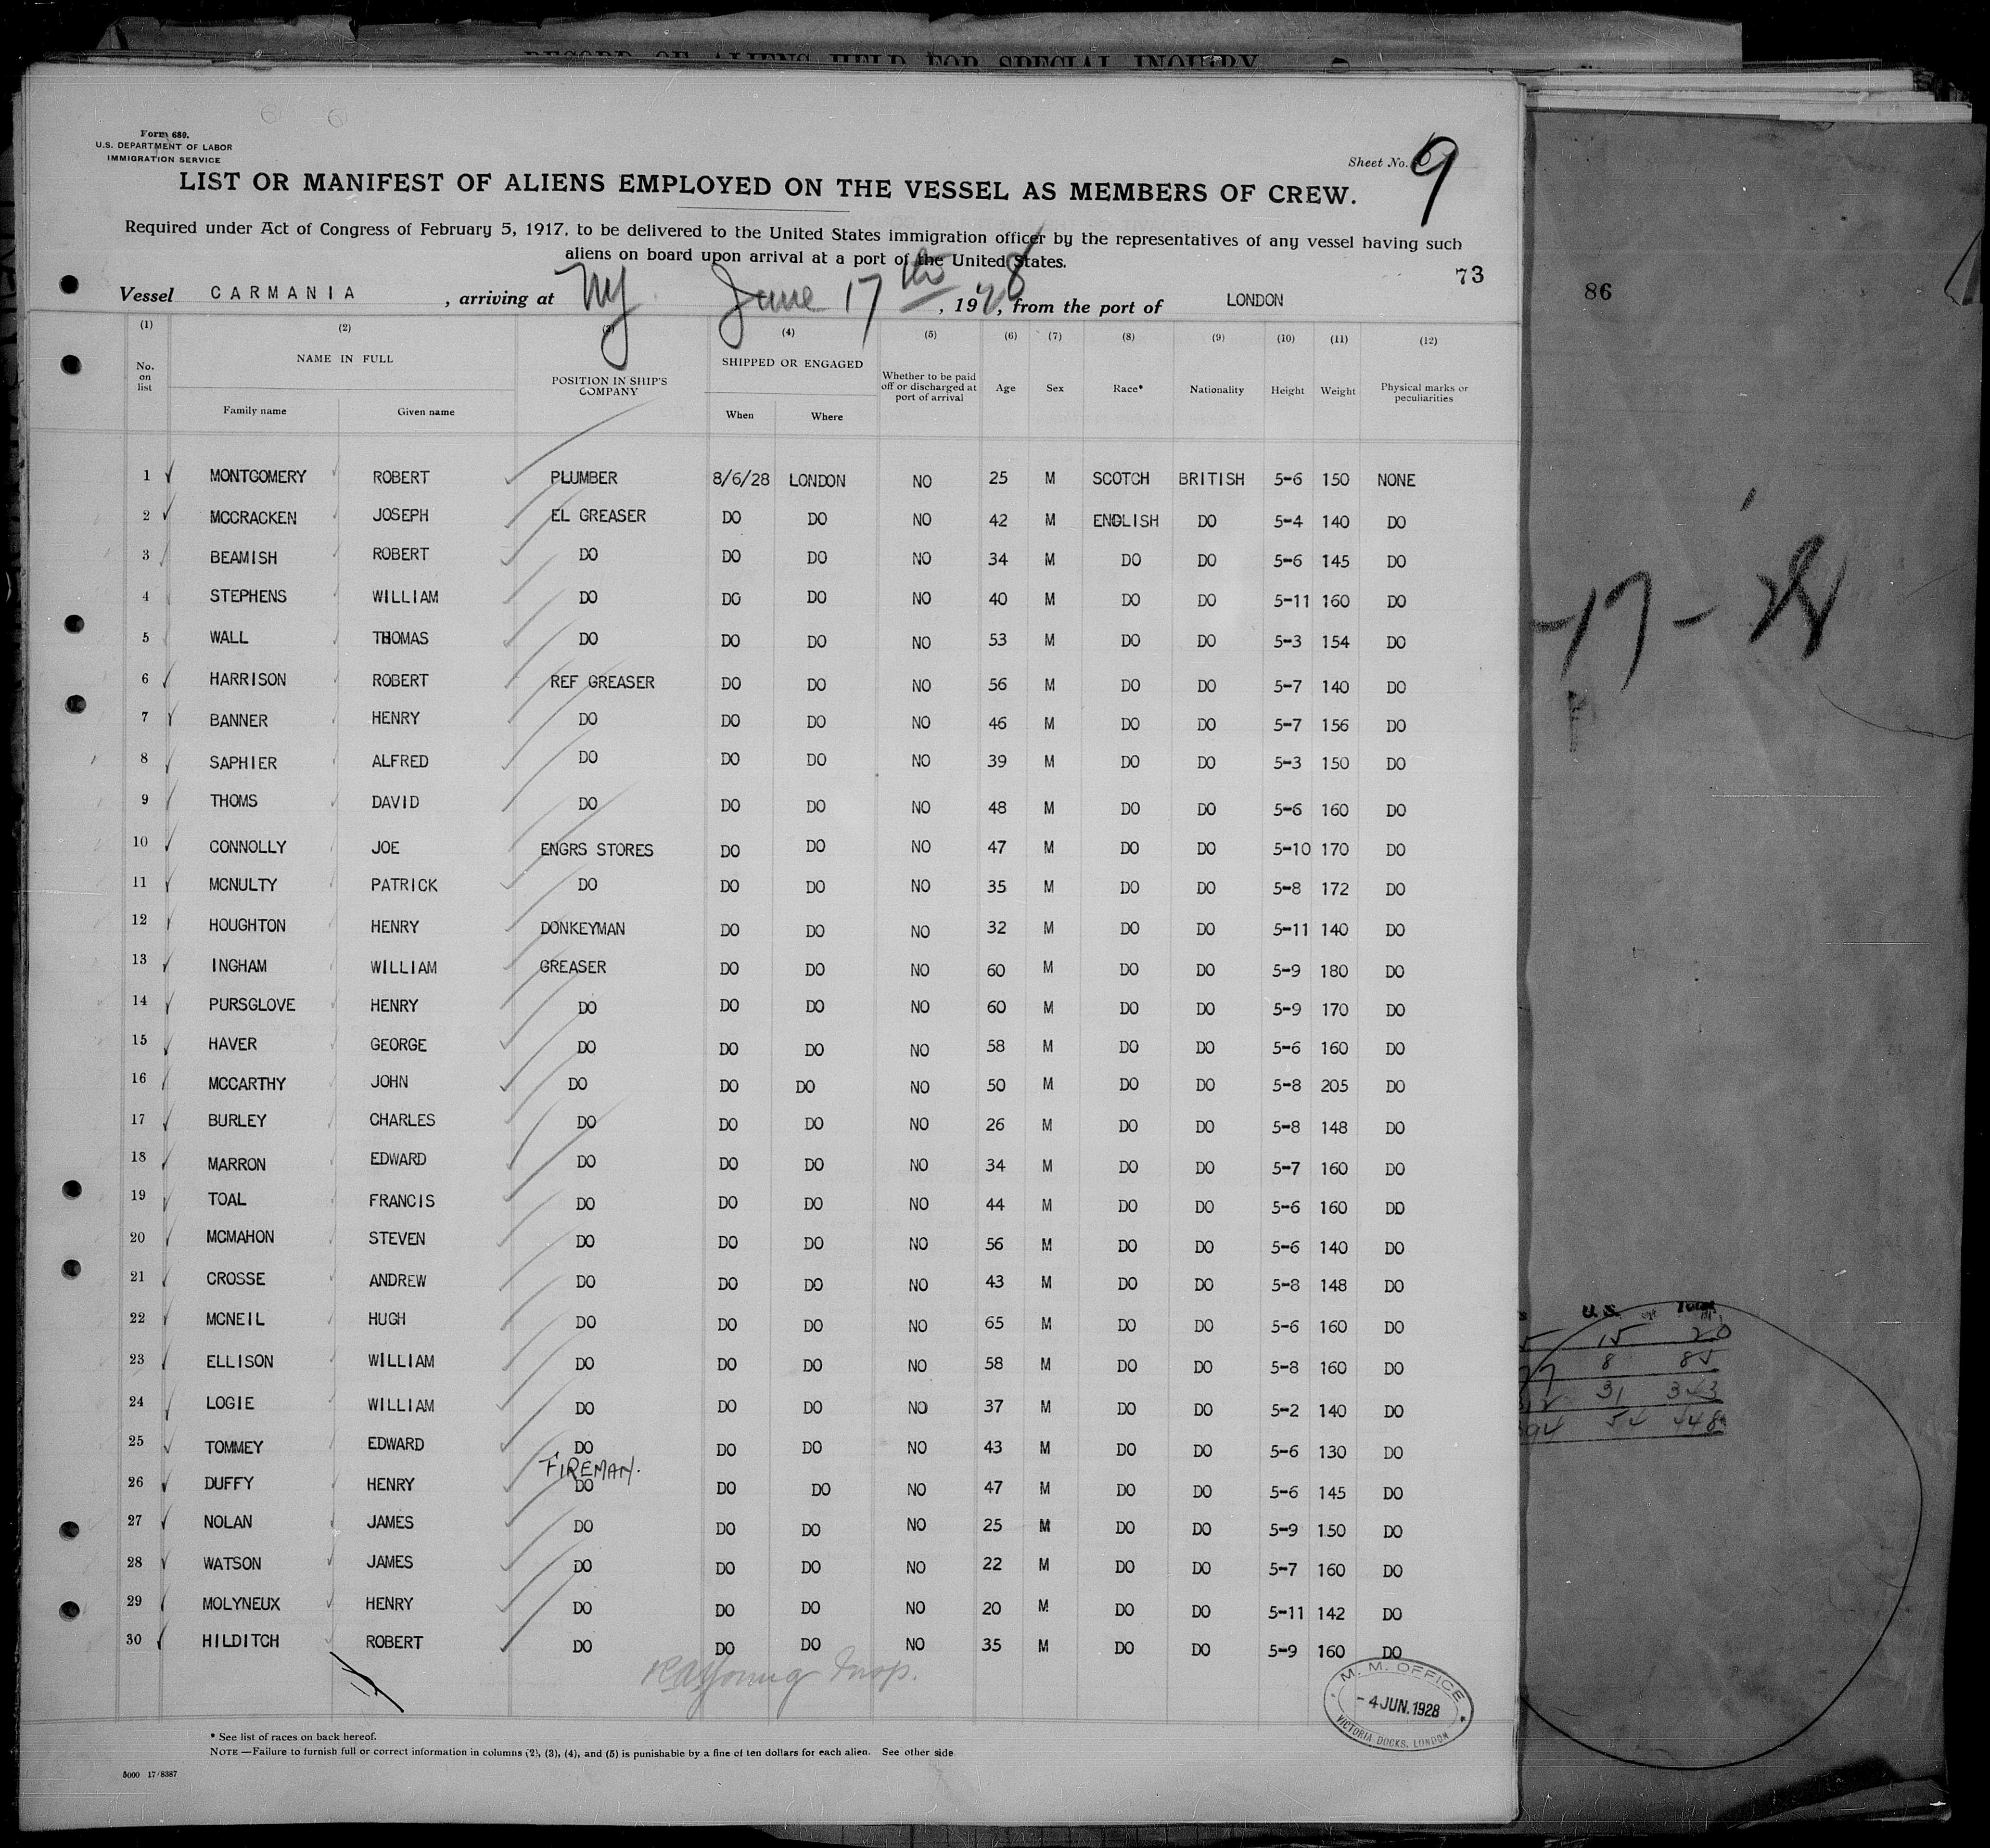 RECORD OF ALIENS HELD FOR SPECIAL INQUIRY
Form 680.
U.S. DEPARTMENT OF LABOR
IMMIGRATION SERVICE
Sheet No. 9
LIST OR MANIFEST OF ALIENS EMPLOYED ON THE VESSEL AS MEMBERS OF CREW.
Required under Act of Congress of February 5, 1917, to be delivered to the United States immigration officer by the representatives of any vessel having such
aliens on board upon arrival at a port of the United States.
73
86
Vessel CARMANIA , arriving at NY June 17th , 1928, from the port of LONDON
(1) (2) (3) (4) (5) (6) (7) (8) (9) (10) (11) (12)
No. on list NAME IN FULL Family name Given name POSITION IN SHIP'S COMPANY SHIPPED OR ENGAGED When Where Whether to be paid off or discharged at port of arrival Age Sex Race* Nationality Height Weight Physical marks or peculiarities
1 MONTGOMERY ROBERT PLUMBER 8/6/28 LONDON NO 25 M SCOTCH BRITISH 5-6 150 NONE
2 MCCRACKEN JOSEPH EL GREASER DO DO NO 42 M ENGLISH DO 5-4 140 DO
3 BEAMISH ROBERT DO DO DO NO 34 M DO DO 5-6 145 DO
4 STEPHENS WILLIAM DO DO DO NO 40 M DO DO 5-11 160 DO
5 WALL THOMAS DO DO DO NO 53 M DO DO 5-3 154 DO
6 HARRISON ROBERT REF GREASER DO DO NO 56 M DO DO 5-7 140 DO
7 BANNER HENRY DO DO DO NO 46 M DO DO 5-7 156 DO
8 SAPHIER ALFRED DO DO DO NO 39 M DO DO 5-3 150 DO
9 THOMS DAVID DO DO DO NO 48 M DO DO 5-6 160 DO
10 CONNOLLY JOE ENGRS STORES DO DO NO 47 M DO DO 5-10 170 DO
11 MCNULTY PATRICK DO DO DO NO 35 M DO DO 5-8 172 DO
12 HOUGHTON HENRY DONKEYMAN DO DO NO 32 M DO DO 5-11 140 DO
13 INGHAM WILLIAM GREASER DO DO NO 60 M DO DO 5-9 180 DO
14 PURSGLOVE HENRY DO DO DO NO 60 M DO DO 5-9 170 DO
15 HAVER GEORGE DO DO DO NO 58 M DO DO 5-6 160 DO
16 MCCARTHY JOHN DO DO DO NO 50 M DO DO 5-8 205 DO
17 BURLEY CHARLES DO DO DO NO 26 M DO DO 5-8 148 DO
18 MARRON EDWARD DO DO DO NO 34 M DO DO 5-7 160 DO
19 TOAL FRANCIS DO DO DO NO 44 M DO DO 5-6 160 DO
20 MCMAHON STEVEN DO DO DO NO 56 M DO DO 5-6 140 DO
21 CROSSE ANDREW DO DO DO NO 43 M DO DO 5-8 148 DO
22 MCNEIL HUGH DO DO DO NO 65 M DO DO 5-6 160 DO
23 ELLISON WILLIAM DO DO DO NO 58 M DO DO 5-8 160 DO
24 LOGIE WILLIAM DO DO DO NO 37 M DO DO 5-2 140 DO
25 TOMMEY EDWARD DO DO DO NO 43 M DO DO 5-6 130 DO
FIREMAN.
26 DUFFY HENRY DO DO DO NO 47 M DO DO 5-6 145 DO
27 NOLAN JAMES DO DO DO NO 25 M DO DO 5-9 150 DO
28 WATSON JAMES DO DO DO NO 22 M DO DO 5-7 160 DO
29 MOLYNEUX HENRY DO DO DO NO 20 M DO DO 5-11 142 DO
30 HILDITCH ROBERT DO DO DO NO 35 M DO DO 5-9 160 DO
Young Insp.
M. M. OFFICE
- 4 JUN. 1928
VICTORIA DOCKS, LONDON
* See list of races on back hereof.
NOTE—Failure to furnish full or correct information in columns (2), (3), (4), and (5) is punishable by a fine of ten dollars for each alien. See other side
5000 17/8387
-17-28
U.S. Total
15 20
8 85
31 343
54 448